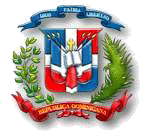 DIOS PATRIA LIBERTAD
REPUBLICA DOMINICANA